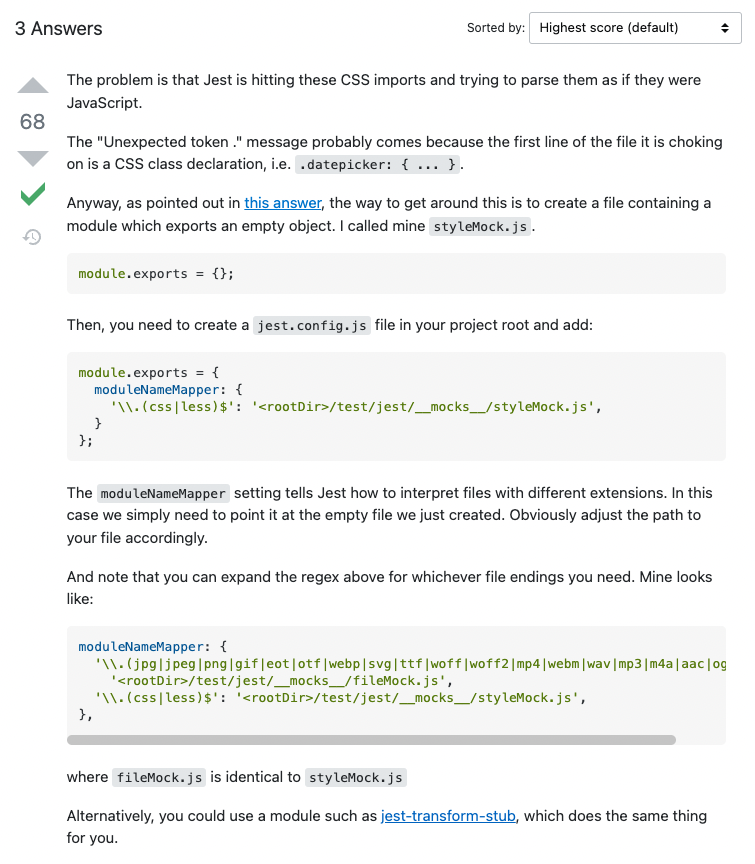 3 Answers
Sorted by: Highest score (default)
The problem is that Jest is hitting these CSS imports and trying to parse them as if they were
JavaScript.
68
The "Unexpected token ." message probably comes because the first line of the file it is choking
on is a CSS class declaration, i.e. .datepicker: { ... } .
Anyway, as pointed out in this answer, the way to get around this is to create a file containing a
module which exports an empty object. I called mine styleMock.js .
module.exports = {};
Then, you need to create a jest.config.js file in your project root and add:
module.exports = {
  moduleNameMapper: {
    '\\.(css|less)$': '<rootDir>/test/jest/__mocks__/styleMock.js',
  }
};
The moduleNameMapper setting tells Jest how to interpret files with different extensions. In this
case we simply need to point it at the empty file we just created. Obviously adjust the path to
your file accordingly.
And note that you can expand the regex above for whichever file endings you need. Mine looks
like:
moduleNameMapper: {
  '\\.(jpg|jpeg|png|gif|eot|otf|webp|svg|ttf|woff|woff2|mp4|webm|wav|mp3|m4a|aac|og
    '<rootDir>/test/jest/__mocks__/fileMock.js',
  '\\.(css|less)$': '<rootDir>/test/jest/__mocks__/styleMock.js',
},
where fileMock.js is identical to styleMock.js
Alternatively, you could use a module such as jest-transform-stub, which does the same thing
for you.